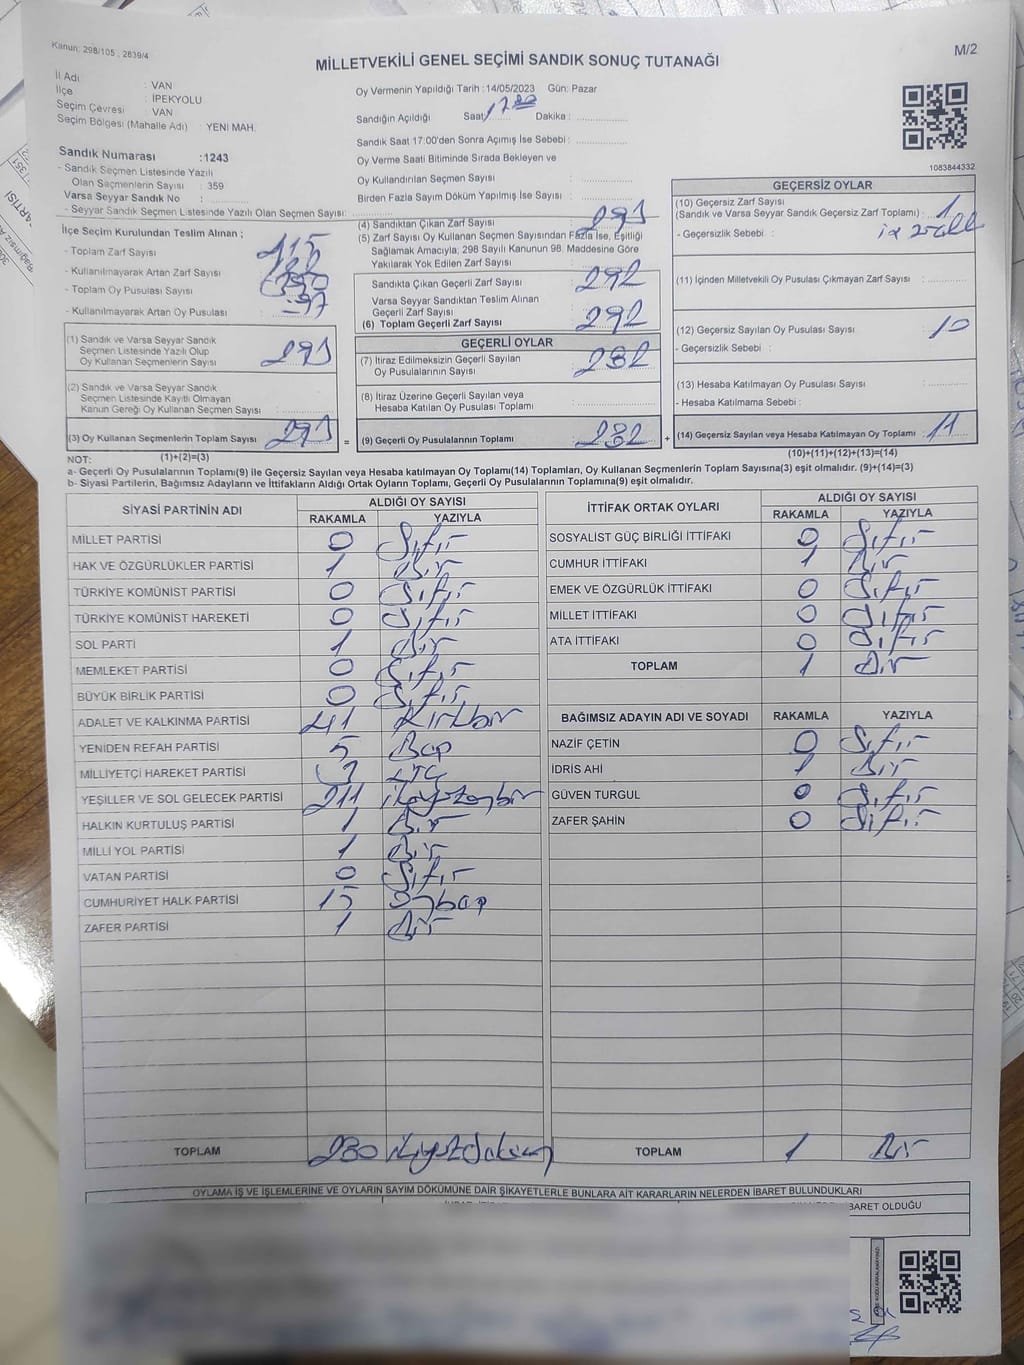 Kanun: 298/105 , 2839/4
M/2
MİLLETVEKİLİ GENEL SEÇİMİ SANDIK SONUÇ TUTANAĞI
İl Adı : VAN
İlçe : İPEKYOLU
Seçim Çevresi : VAN
Seçim Bölgesi (Mahalle Adı) : YENİ MAH.
Sandık Numarası :1243
- Sandık Seçmen Listesinde Yazılı
Olan Seçmenlerin Sayısı : 359
Varsa Seyyar Sandık No :
- Seyyar Sandık Seçmen Listesinde Yazılı Olan Seçmen Sayısı:
Oy Vermenin Yapıldığı Tarih :14/05/2023 Gün: Pazar
Sandığın Açıldığı Saat: Dakika :
Sandık Saat 17:00'den Sonra Açımış İse Sebebi :
Oy Verme Saati Bitiminde Sırada Bekleyen ve
Oy Kullandırılan Seçmen Sayısı :
Birden Fazla Sayım Döküm Yapılmış İse Sayısı :
1083844332
İlçe Seçim Kurulundan Teslim Alınan ;
- Toplam Zarf Sayısı :
- Kullanılmayarak Artan Zarf Sayısı :
- Toplam Oy Pusulası Sayısı :
- Kullanılmayarak Artan Oy Pusulası :
(1) Sandık ve Varsa Seyyar Sandık
Seçmen Listesinde Yazılı Olup
Oy Kullanan Seçmenlerin Sayısı : 293
(2) Sandık ve Varsa Seyyar Sandık
Seçmen Listesinde Kayıtlı Olmayan
Kanun Gereği Oy Kullanan Seçmen Sayısı :
(3) Oy Kullanan Seçmenlerin Toplam Sayısı : 293
(4) Sandıktan Çıkan Zarf Sayısı : 293
(5) Zarf Sayısı Oy Kullanan Seçmen Sayısından Fazla İse, Eşitliği
Sağlamak Amacıyla; 298 Sayılı Kanunun 98. Maddesine Göre
Yakılarak Yok Edilen Zarf Sayısı :
Sandıkta Çıkan Geçerli Zarf Sayısı : 292
Varsa Seyyar Sandıktan Teslim Alınan
Geçerli Zarf Sayısı :
(6) Toplam Geçerli Zarf Sayısı : 292
GEÇERLİ OYLAR
(7) İtiraz Edilmeksizin Geçerli Sayılan
Oy Pusulalarının Sayısı : 282
(8) İtiraz Üzerine Geçerli Sayılan veya
Hesaba Katılan Oy Pusulası Toplamı :
= (9) Geçerli Oy Pusulalarının Toplamı : 282 +
GEÇERSİZ OYLAR
(10) Geçersiz Zarf Sayısı
(Sandık ve Varsa Seyyar Sandık Geçersiz Zarf Toplamı) : 1
- Geçersizlik Sebebi :
(11) İçinden Milletvekili Oy Pusulası Çıkmayan Zarf Sayısı :
(12) Geçersiz Sayılan Oy Pusulası Sayısı : 10
- Geçersizlik Sebebi :
(13) Hesaba Katılmayan Oy Pusulası Sayısı :
- Hesaba Katılmama Sebebi :
(14) Geçersiz Sayılan veya Hesaba Katılmayan Oy Toplamı : 11
NOT: (1)+(2)=(3) (10)+(11)+(12)+(13)=(14)
a- Geçerli Oy Pusulalarının Toplamı(9) ile Geçersiz Sayılan veya Hesaba katılmayan Oy Toplamı(14) Toplamları, Oy Kullanan Seçmenlerin Toplam Sayısına(3) eşit olmalıdır. (9)+(14)=(3)
b- Siyasi Partilerin, Bağımsız Adayların ve İttifakların Aldığı Ortak Oyların Toplamı, Geçerli Oy Pusulalarının Toplamına(9) eşit olmalıdır.
SİYASİ PARTİNİN ADI ALDIĞI OY SAYISI
RAKAMLA YAZIYLA
MİLLET PARTİSİ 0 Sıfır
HAK VE ÖZGÜRLÜKLER PARTİSİ 1 Bir
TÜRKİYE KOMÜNİST PARTİSİ 0 Sıfır
TÜRKİYE KOMÜNİST HAREKETİ 0 Sıfır
SOL PARTİ 1 Bir
MEMLEKET PARTİSİ 0 Sıfır
BÜYÜK BİRLİK PARTİSİ 0 Sıfır
ADALET VE KALKINMA PARTİSİ 41 Kırkbir
YENİDEN REFAH PARTİSİ 5 Beş
MİLLİYETÇİ HAREKET PARTİSİ 3 Üç
YEŞİLLER VE SOL GELECEK PARTİSİ 211 ikiyüzonbir
HALKIN KURTULUŞ PARTİSİ 1 Bir
MİLLİ YOL PARTİSİ 1 Bir
VATAN PARTİSİ 0 Sıfır
CUMHURİYET HALK PARTİSİ 15 Onbeş
ZAFER PARTİSİ 1 Bir
TOPLAM 280 ikiyüzseksen
İTTİFAK ORTAK OYLARI ALDIĞI OY SAYISI
RAKAMLA YAZIYLA
SOSYALİST GÜÇ BİRLİĞİ İTTİFAKI 0 Sıfır
CUMHUR İTTİFAKI 1 Bir
EMEK VE ÖZGÜRLÜK İTTİFAKI 0 Sıfır
MİLLET İTTİFAKI 0 Sıfır
ATA İTTİFAKI 0 Sıfır
TOPLAM 1 Bir
BAĞIMSIZ ADAYIN ADI VE SOYADI RAKAMLA YAZIYLA
NAZİF ÇETİN 0 Sıfır
İDRİS AHİ 1 Bir
GÜVEN TURGUL 0 Sıfır
ZAFER ŞAHİN 0 Sıfır
TOPLAM 1 Bir
OYLAMA İŞ VE İŞLEMLERİNE VE OYLARIN SAYIM DÖKÜMÜNE DAİR ŞİKAYETLERLE BUNLARA AİT KARARLARIN NELERDEN İBARET BULUNDUKLARI
İBARET OLDUĞU